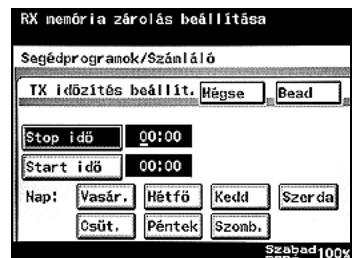 RX memória zárolás beállítása
Segédprogramok/Számláló
TX időzítés beállít. Mégse Bead
Stop idő 00:00
Start idő 00:00
Nap: Vasár. Hétfő Kedd Szerda
Csüt. Péntek Szomb.
Szabad 100%